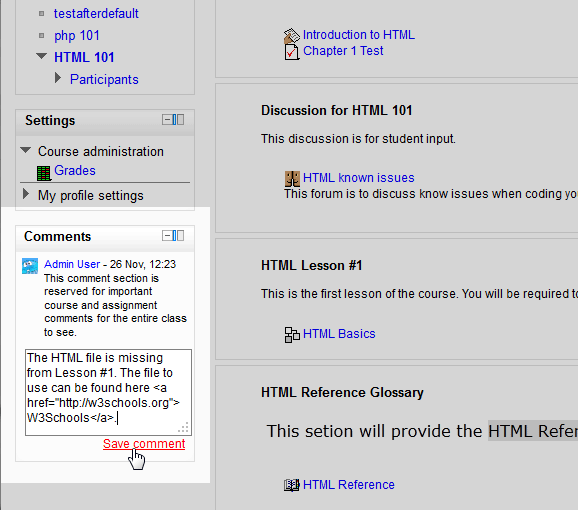 testafterdefault
php 101
HTML 101
Participants
Settings
Course administration
Grades
My profile settings
Comments
Admin User - 26 Nov, 12:23
This comment section is
reserved for important
course and assignment
comments for the entire class
to see.
The HTML file is missing
from Lesson #1. The file to
use can be found here <a
href="http://w3schools.org">
W3Schools</a>.
Save comment
Introduction to HTML
Chapter 1 Test
Discussion for HTML 101
This discussion is for student input.
HTML known issues
This forum is to discuss know issues when coding you
HTML Lesson #1
This is the first lesson of the course. You will be required to
HTML Basics
HTML Reference Glossary
This setion will provide the HTML Refer
HTML Reference